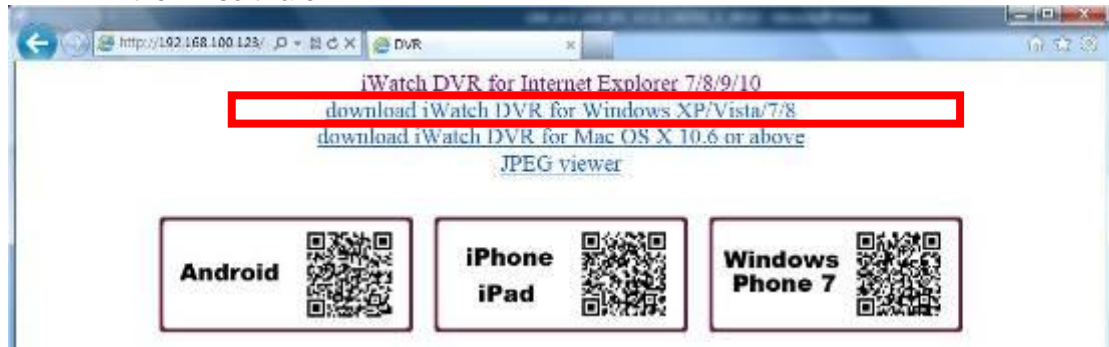 http://192.168.100.123/
DVR
iWatch DVR for Internet Explorer 7/8/9/10
download iWatch DVR for Windows XP/Vista/7/8
download iWatch DVR for Mac OS X 10.6 or above
JPEG viewer
Android
iPhone
iPad
Windows
Phone 7